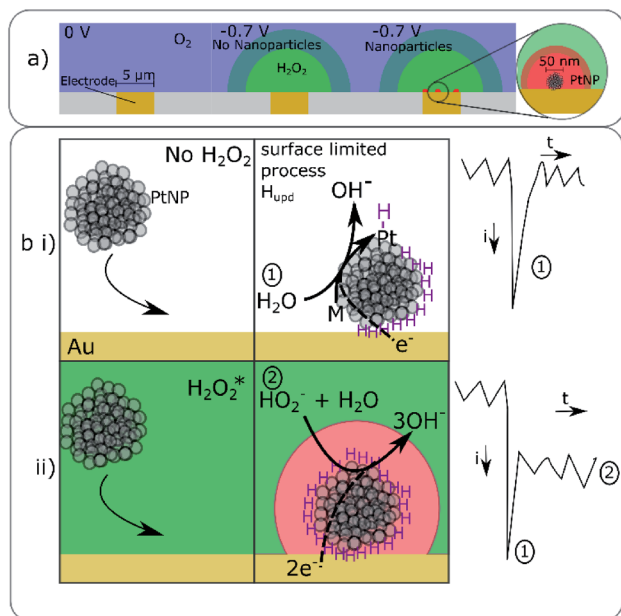 a)
0 V
O₂
Electrode
5 µm
-0.7 V
No Nanoparticles
H₂O₂
-0.7 V
Nanoparticles
50 nm
PtNP
b i)
No H₂O₂
PtNP
Au
surface limited
process
H_upd
OH⁻
H
Pt
①
H₂O
M
H H H H H H H H H H
e⁻
t
i
①
ii)
H₂O₂*
②
HO₂⁻ + H₂O
3OH⁻
H H H H H H H H H H H H H H H H
2e⁻
t
i
②
①